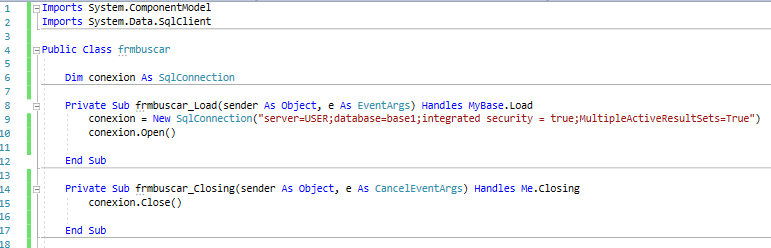 1 Imports System.ComponentModel
2 Imports System.Data.SqlClient
3
4 Public Class frmbuscar
5
6 Dim conexion As SqlConnection
7
8 Private Sub frmbuscar_Load(sender As Object, e As EventArgs) Handles MyBase.Load
9 conexion = New SqlConnection("server=USER;database=base1;integrated security = true;MultipleActiveResultSets=True")
10 conexion.Open()
11
12 End Sub
13
14 Private Sub frmbuscar_Closing(sender As Object, e As CancelEventArgs) Handles Me.Closing
15 conexion.Close()
16
17 End Sub
18